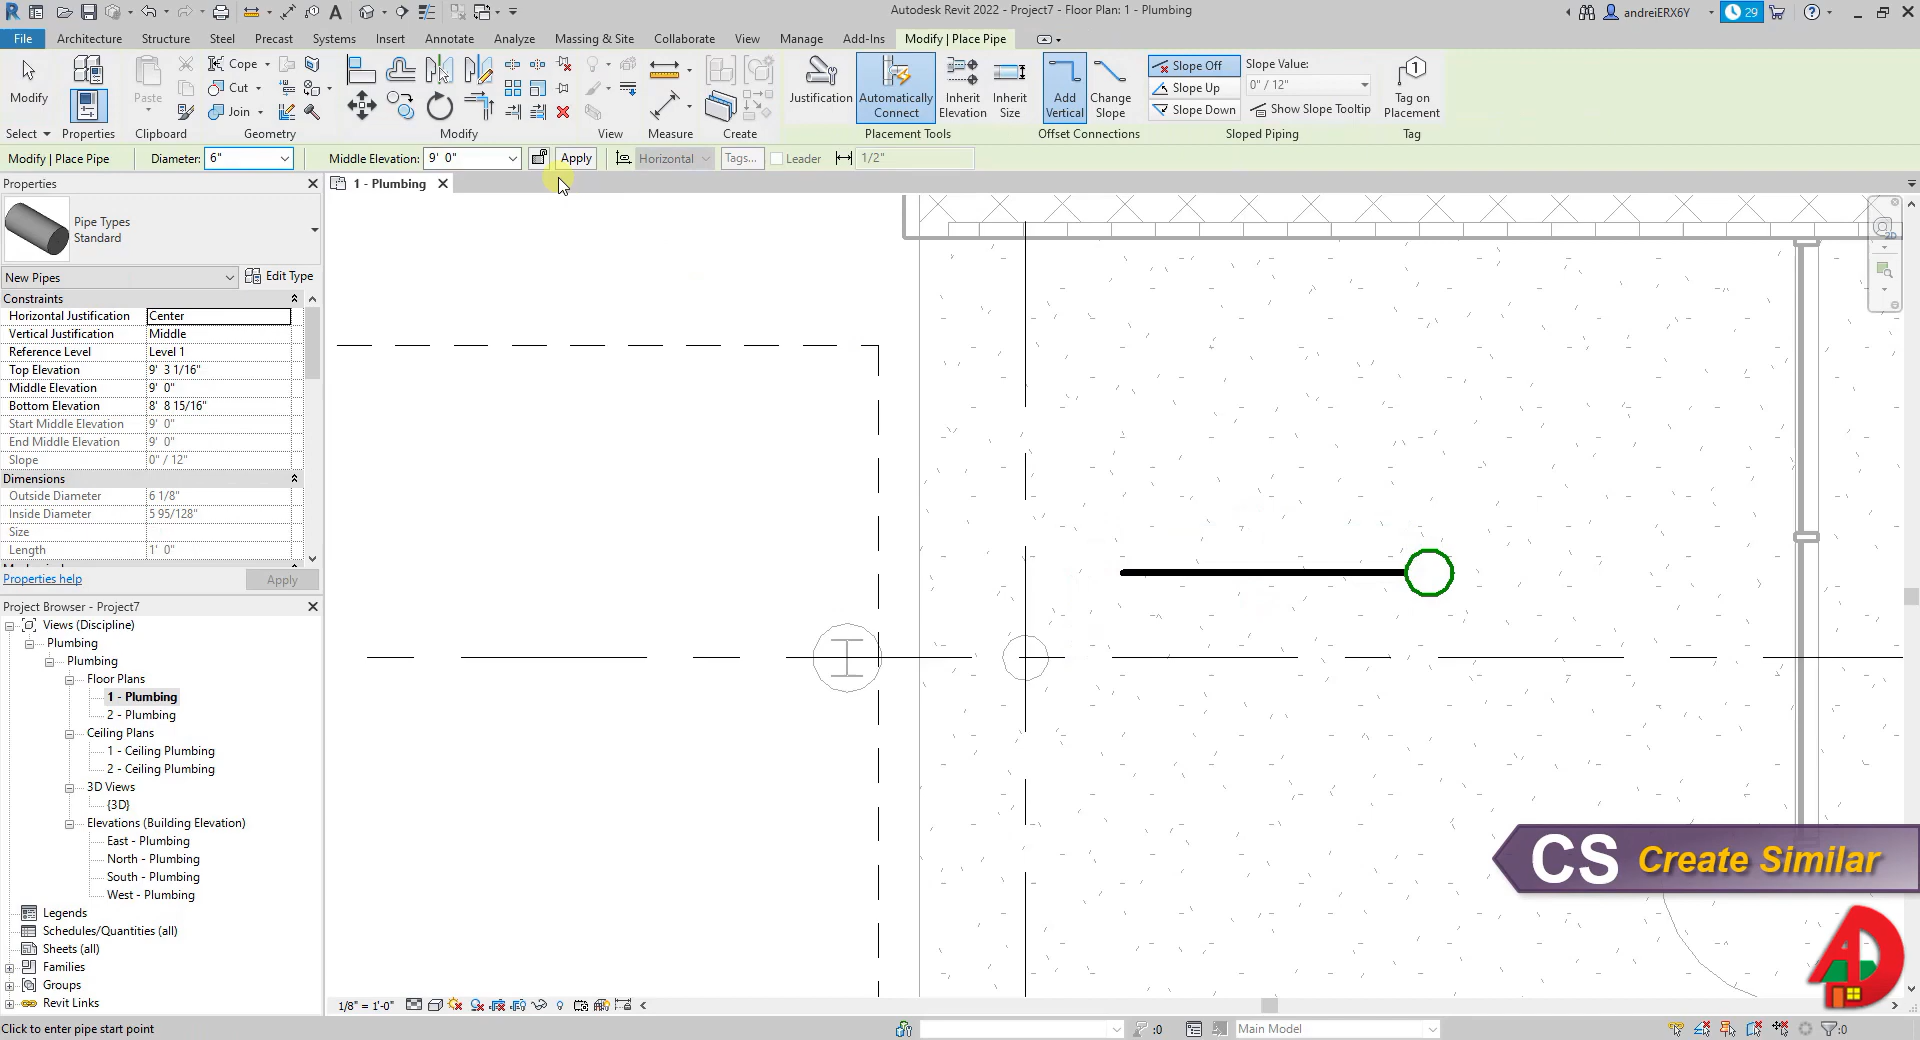 Autodesk Revit 2022 - Project7 - Floor Plan: 1 - Plumbing
andreiERX6Y
29
File Architecture Structure Steel Precast Systems Insert Annotate Analyze Massing & Site Collaborate View Manage Add-Ins Modify | Place Pipe
Modify
Select
Properties
Paste
Clipboard
Cope
Cut
Join
Geometry
Modify
View
Measure
Create
Justification
Automatically Connect
Inherit Elevation
Inherit Size
Placement Tools
Add Vertical
Change Slope
Offset Connections
Slope Off
Slope Up
Slope Down
Slope Value:
0" / 12"
Show Slope Tooltip
Sloped Piping
Tag on Placement
Tag
Modify | Place Pipe Diameter: 6" Middle Elevation: 9' 0" Apply Horizontal Tags... Leader 1/2"
Properties
1 - Plumbing
Pipe Types
Standard
New Pipes Edit Type
Constraints
Horizontal Justification Center
Vertical Justification Middle
Reference Level Level 1
Top Elevation 9' 3 1/16"
Middle Elevation 9' 0"
Bottom Elevation 8' 8 15/16"
Start Middle Elevation 9' 0"
End Middle Elevation 9' 0"
Slope 0" / 12"
Dimensions
Outside Diameter 6 1/8"
Inside Diameter 5 95/128"
Size
Length 1' 0"
Properties help Apply
Project Browser - Project7
Views (Discipline)
Plumbing
Plumbing
Floor Plans
1 - Plumbing
2 - Plumbing
Ceiling Plans
1 - Ceiling Plumbing
2 - Ceiling Plumbing
3D Views
{3D}
Elevations (Building Elevation)
East - Plumbing
North - Plumbing
South - Plumbing
West - Plumbing
Legends
Schedules/Quantities (all)
Sheets (all)
Families
Groups
Revit Links
CS Create Similar
1/8" = 1'-0"
Click to enter pipe start point
:0
Main Model
:0